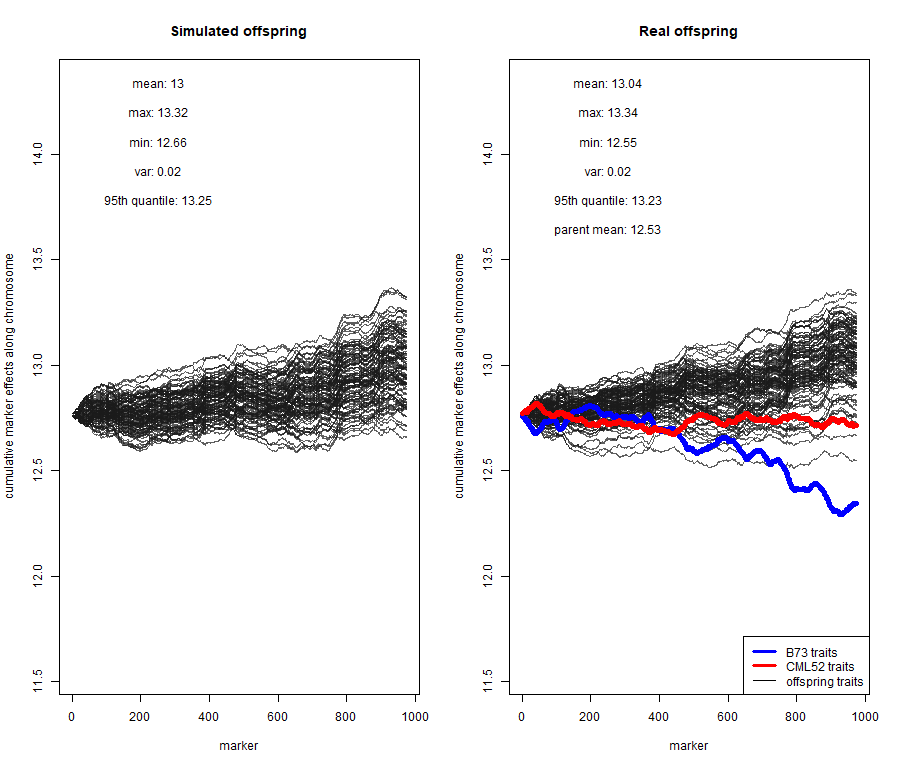 Simulated offspring
mean: 13
max: 13.32
min: 12.66
var: 0.02
95th quantile: 13.25
cumulative marker effects along chromosome
14.0
13.5
13.0
12.5
12.0
11.5
0 200 400 600 800 1000
marker
Real offspring
mean: 13.04
max: 13.34
min: 12.55
var: 0.02
95th quantile: 13.23
parent mean: 12.53
cumulative marker effects along chromosome
14.0
13.5
13.0
12.5
12.0
11.5
B73 traits
CML52 traits
offspring traits
0 200 400 600 800 1000
marker